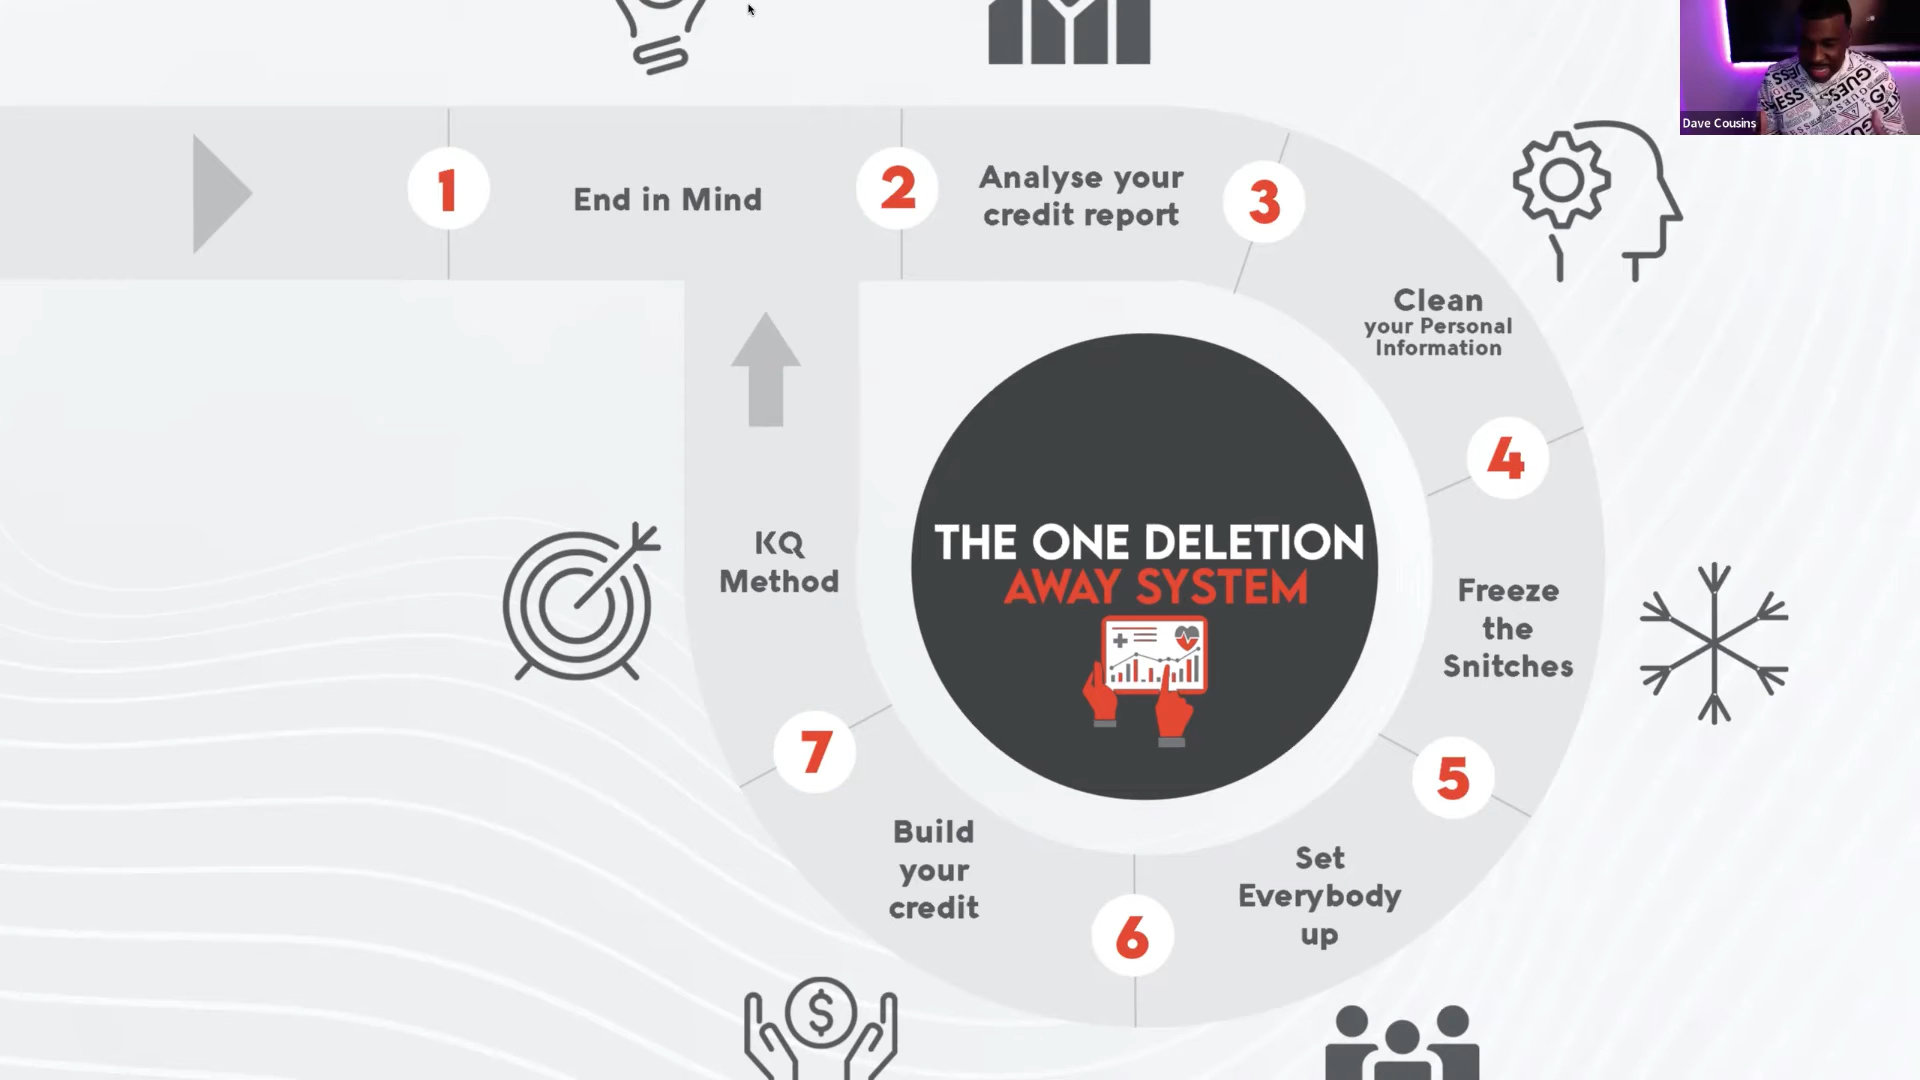 1
End in Mind
2
Analyse your
credit report
3
Clean
your Personal
Information
4
Freeze
the
Snitches
5
Set
Everybody
up
6
Build
your
credit
7
KQ
Method
THE ONE DELETION
AWAY SYSTEM
Dave Cousins
GUESS